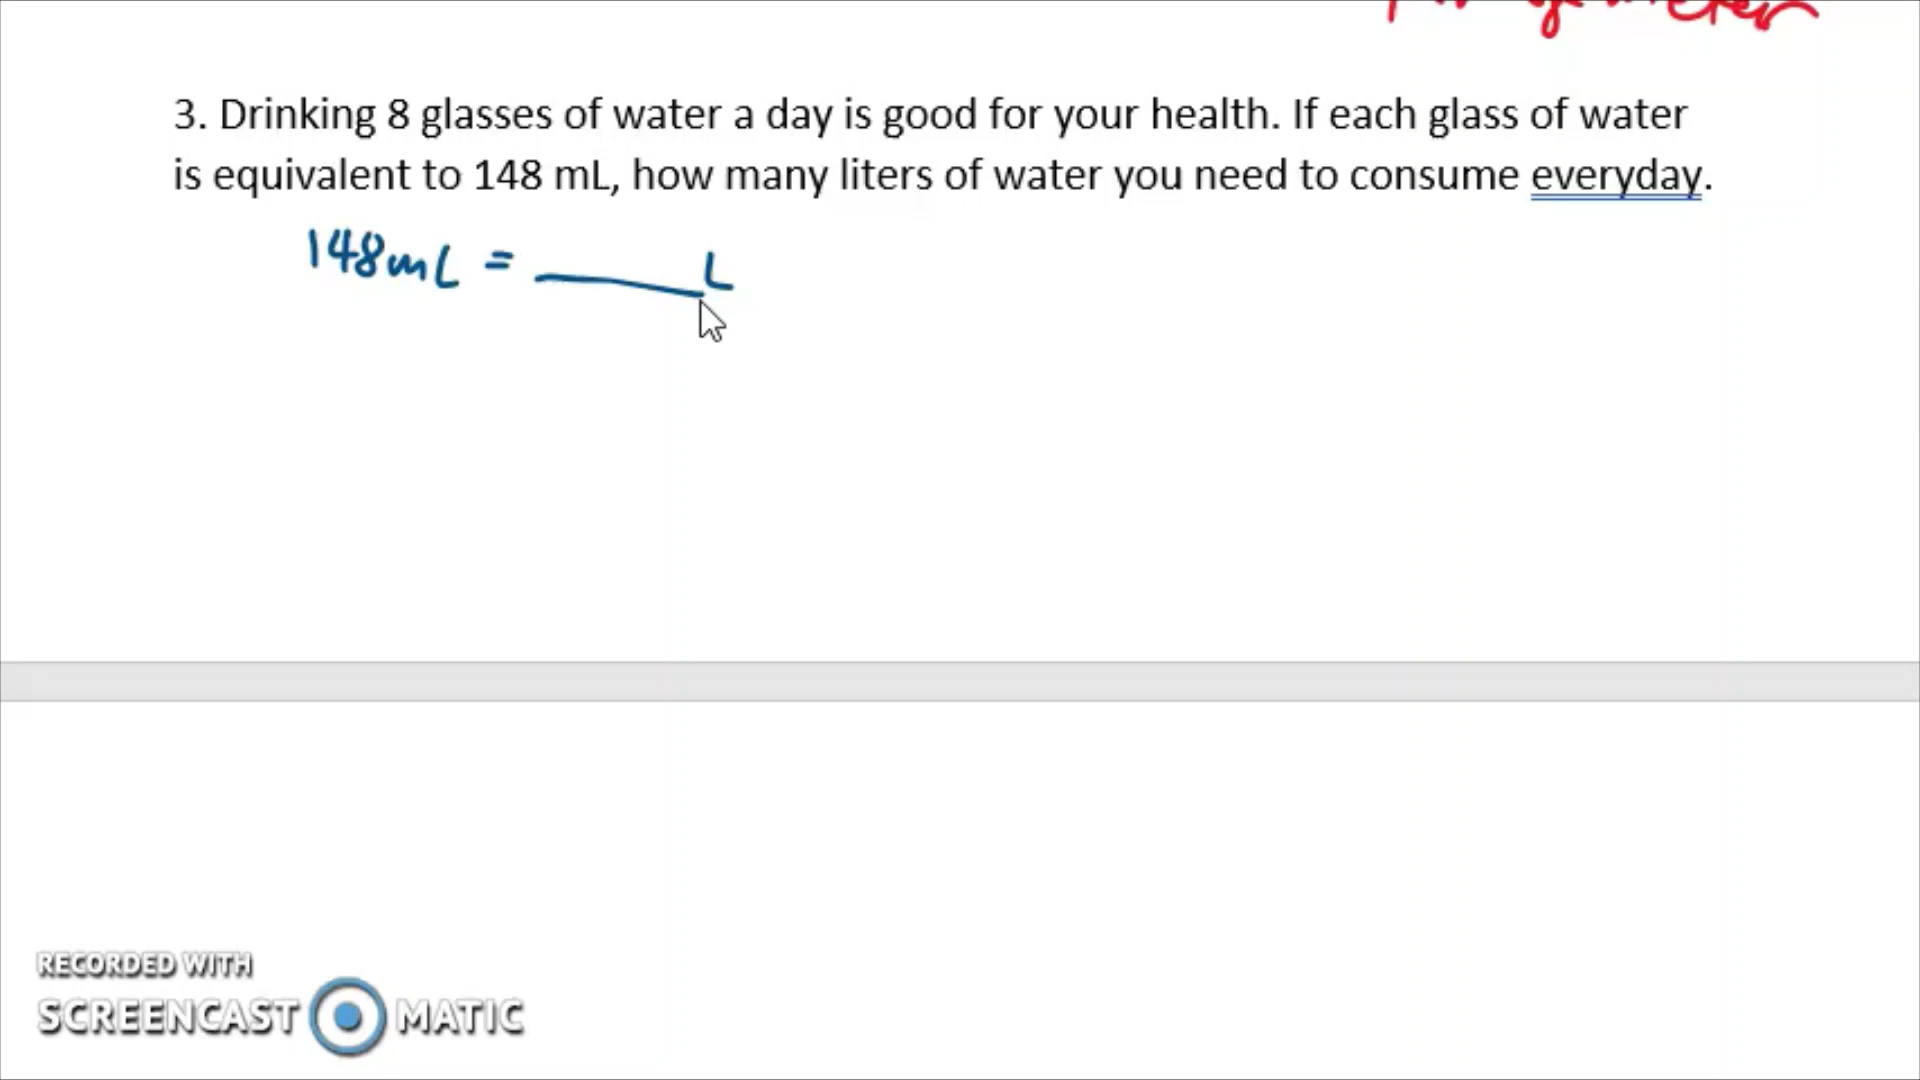 3. Drinking 8 glasses of water a day is good for your health. If each glass of water
is equivalent to 148 mL, how many liters of water you need to consume everyday.
148mL = ____L
RECORDED WITH
SCREENCAST MATIC